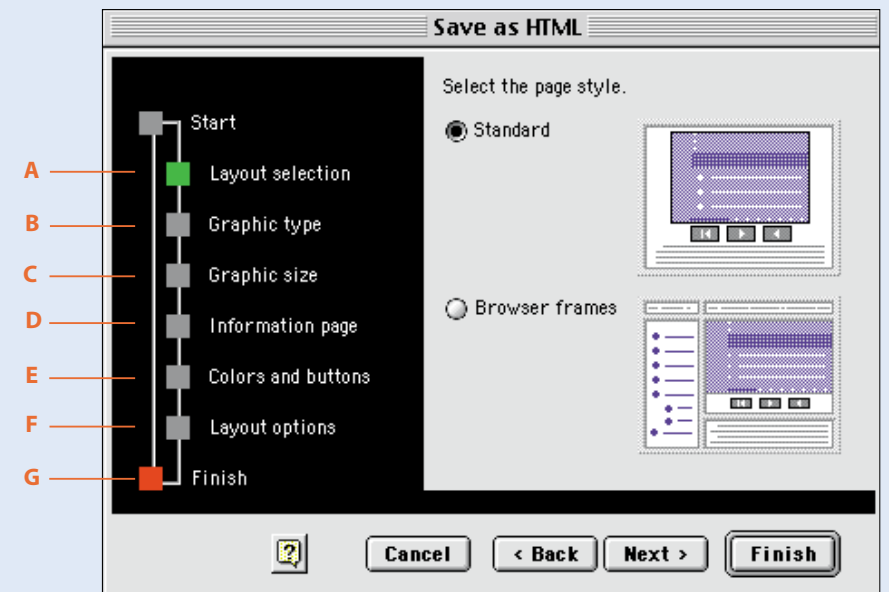 Save as HTML
Select the page style.
Start
Standard
A Layout selection
B Graphic type
C Graphic size
Browser frames
D Information page
E Colors and buttons
F Layout options
G Finish
? Cancel < Back Next > Finish